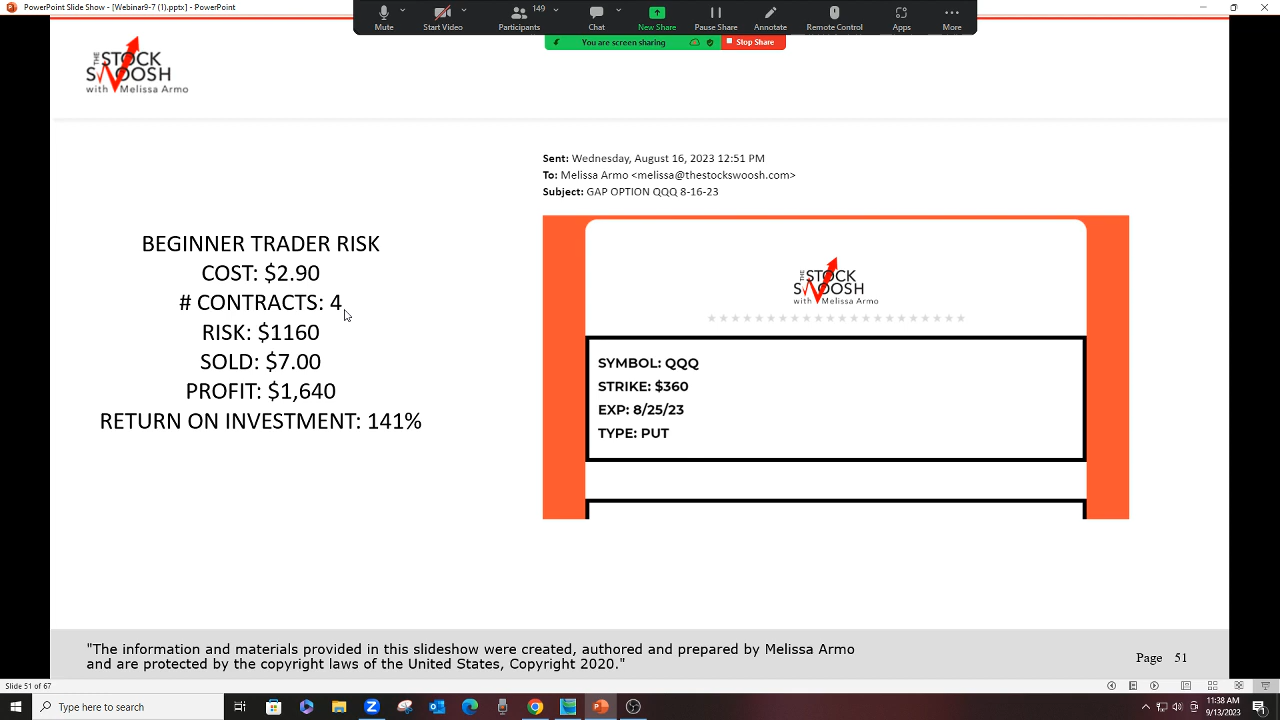 PowerPoint Slide Show - [Webinar9-7 (1).pptx] - PowerPoint
Mute
Start Video
149
Participants
Chat
New Share
Pause Share
Annotate
Remote Control
Apps
More
You are screen sharing
Stop Share
THE STOCK
SWOOSH
with Melissa Armo
Sent: Wednesday, August 16, 2023 12:51 PM
To: Melissa Armo <melissa@thestockswoosh.com>
Subject: GAP OPTION QQQ 8-16-23
BEGINNER TRADER RISK
COST: $2.90
# CONTRACTS: 4
RISK: $1160
SOLD: $7.00
PROFIT: $1,640
RETURN ON INVESTMENT: 141%
THE STOCK
SWOOSH
with Melissa Armo
SYMBOL: QQQ
STRIKE: $360
EXP: 8/25/23
TYPE: PUT
"The information and materials provided in this slideshow were created, authored and prepared by Melissa Armo
and are protected by the copyright laws of the United States, Copyright 2020."
Page 51
Slide 51 of 67
Type here to search
11:38 AM
9/13/2023